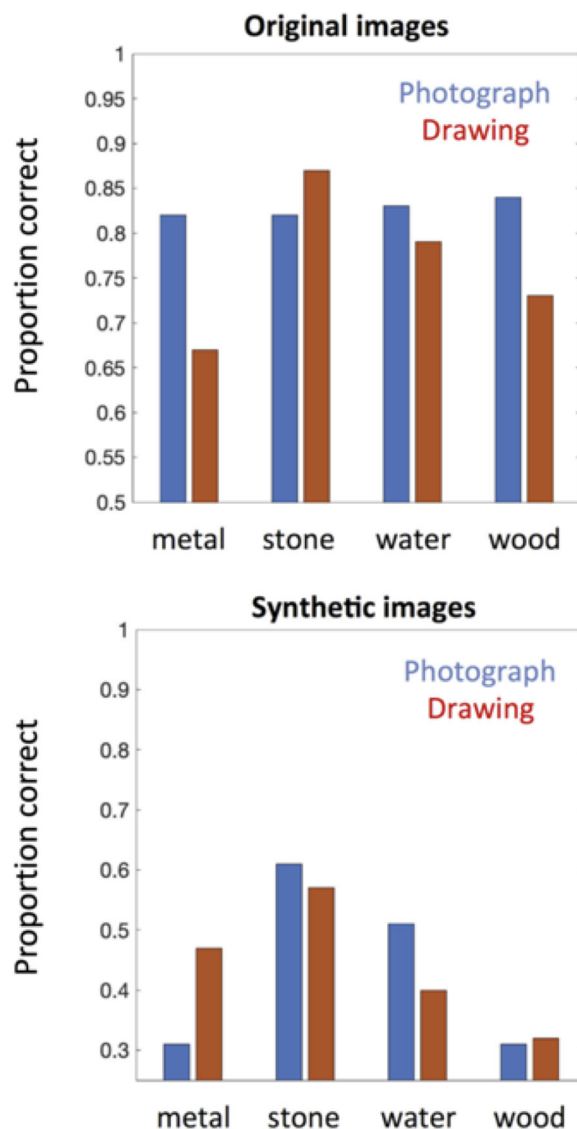 Original images
Photograph
Drawing
Proportion correct
1
0.95
0.9
0.85
0.8
0.75
0.7
0.65
0.6
0.55
0.5
metal stone water wood
Synthetic images
Photograph
Drawing
Proportion correct
1
0.9
0.8
0.7
0.6
0.5
0.4
0.3
metal stone water wood